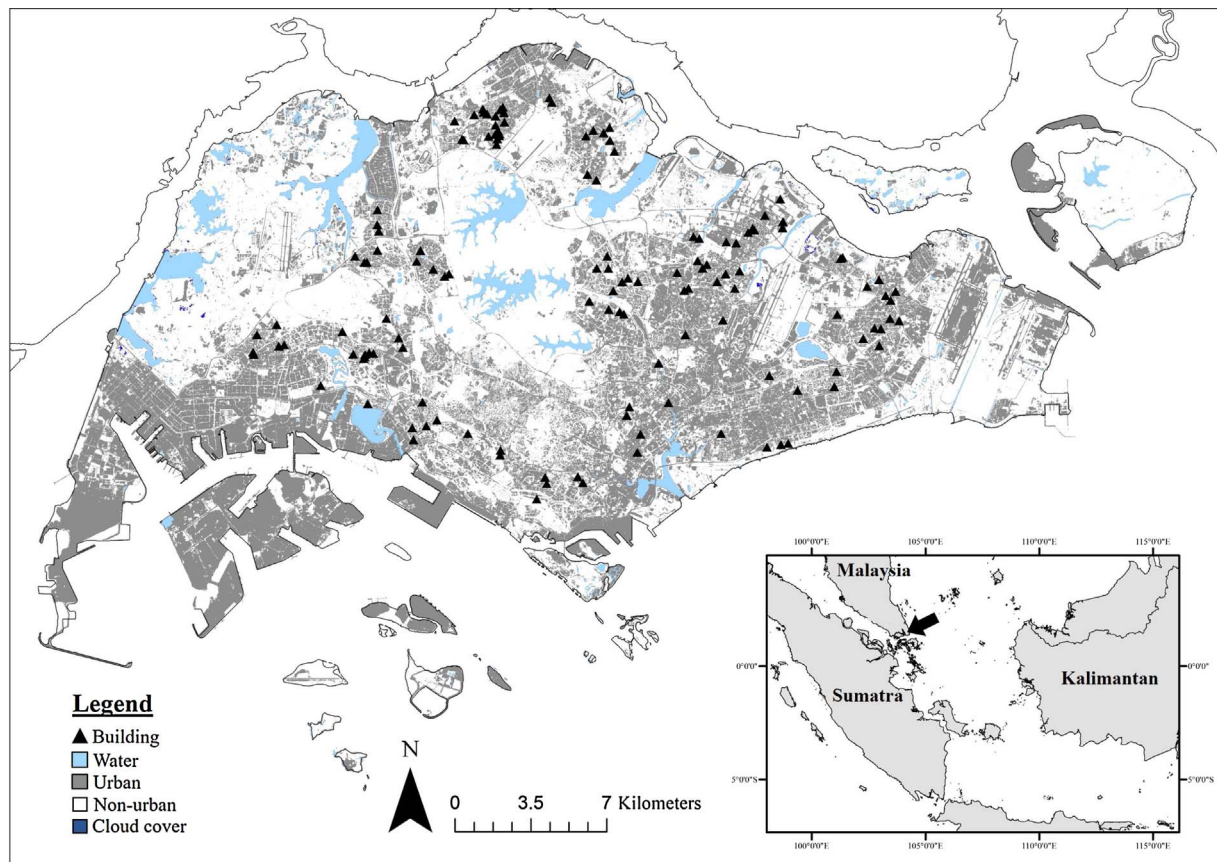 Legend
Building
Water
Urban
Non-urban
Cloud cover
N
0 3.5 7 Kilometers
100°0'0"E 105°0'0"E 110°0'0"E 115°0'0"E
Malaysia
0°0'0" 0°0'0"
Kalimantan
Sumatra
5°0'0"S 5°0'0"S
100°0'0"E 105°0'0"E 110°0'0"E 115°0'0"E